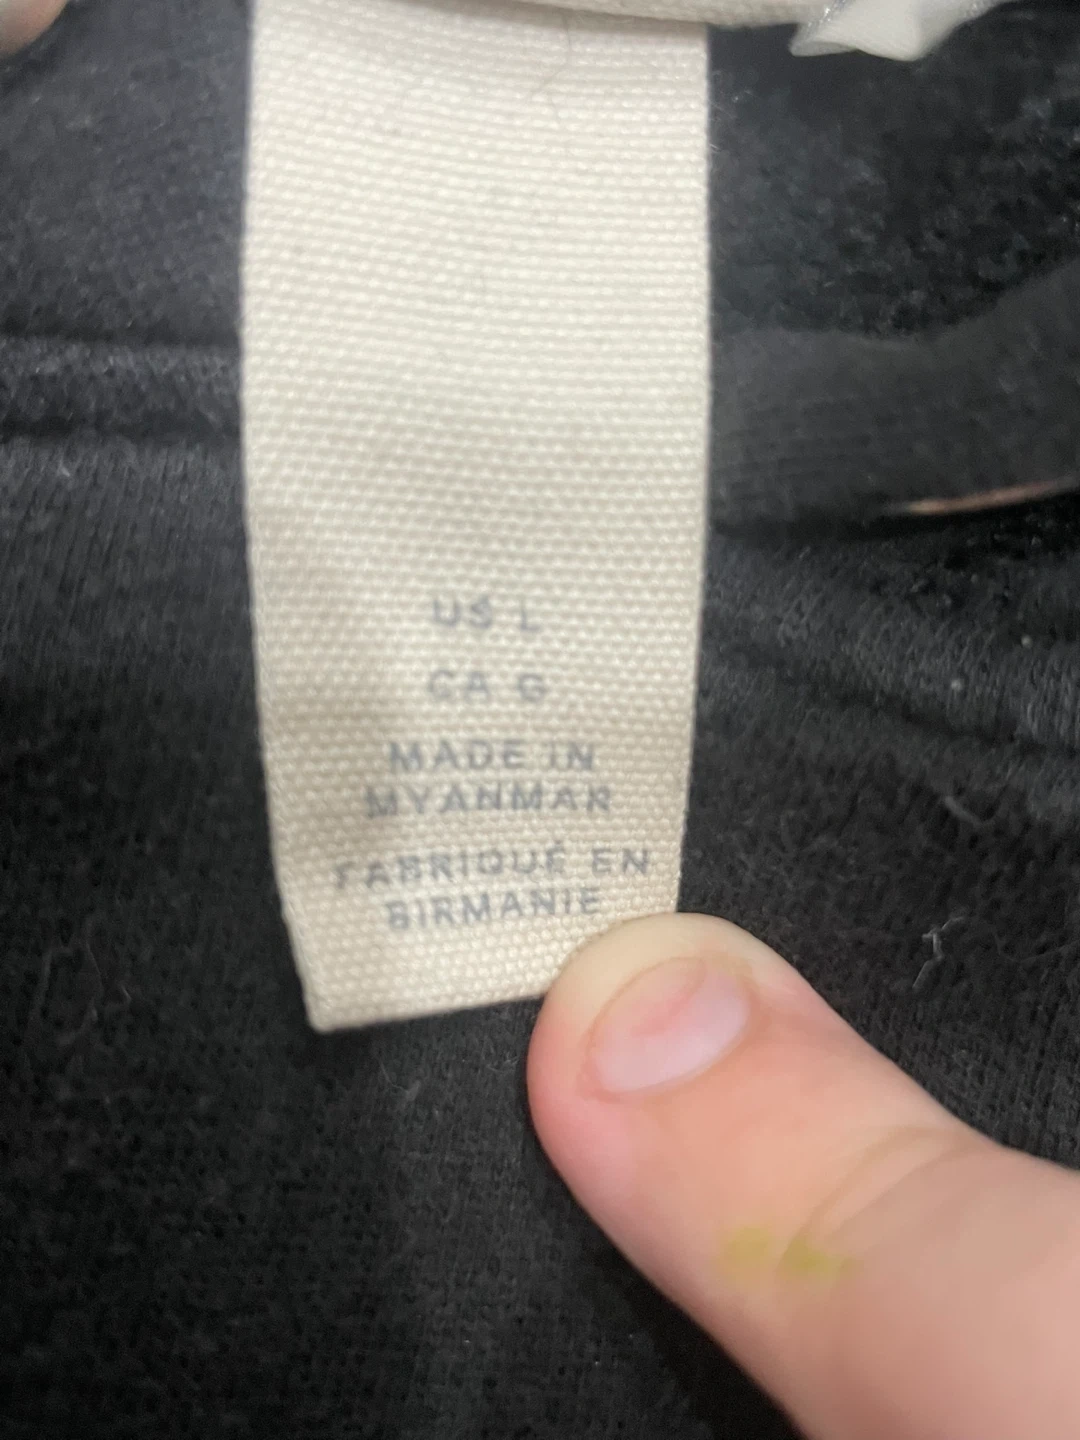 US L
CA G
MADE IN
MYANMAR
FABRIQUÉ EN
BIRMANIE